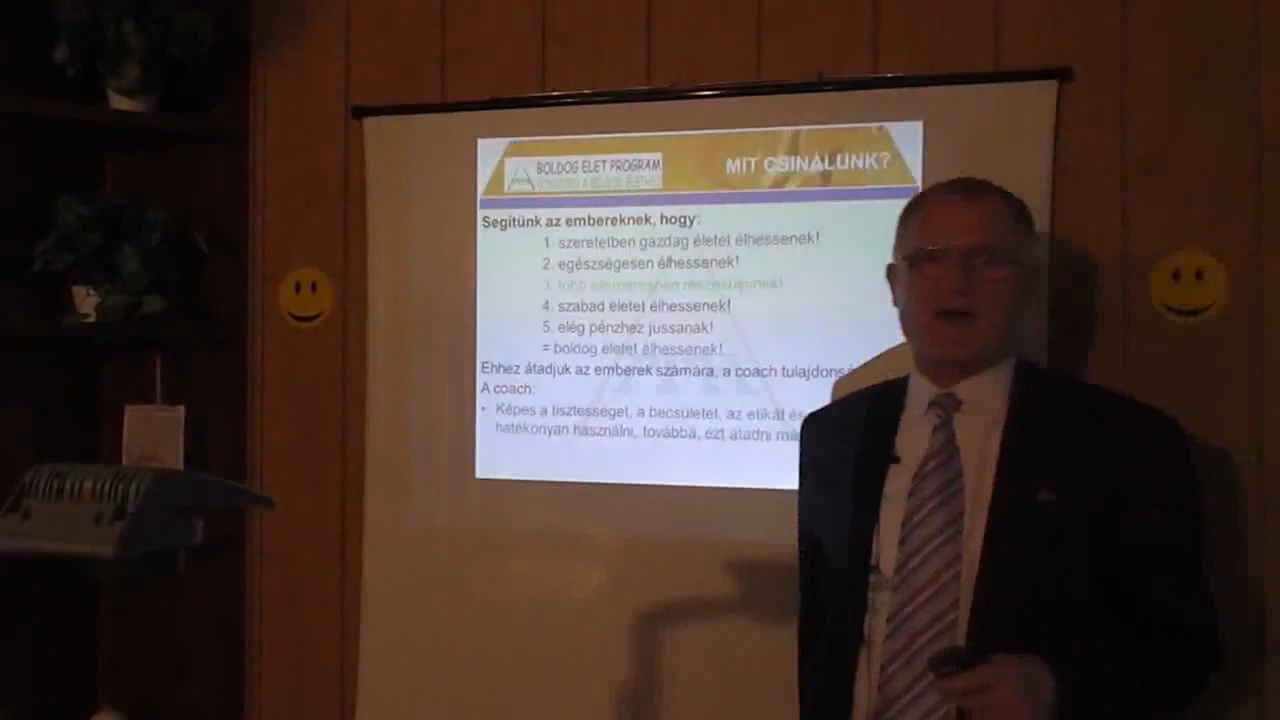 BOLDOG ÉLET PROGRAM
MIT CSINÁLUNK?
Segítünk az embereknek, hogy:
1. szeretetben gazdag életet élhessenek!
2. egészségesen élhessenek!
3. több
4. szabad életet élhessenek!
5. elég pénzhez jussanak!
= boldog életet élhessenek!
Ehhez átadjuk az emberek számára, a coach
A coach:
• Képes a tisztességet, a becsületet, az etikát és
hatékonyan használni, továbbá, ezt átadni